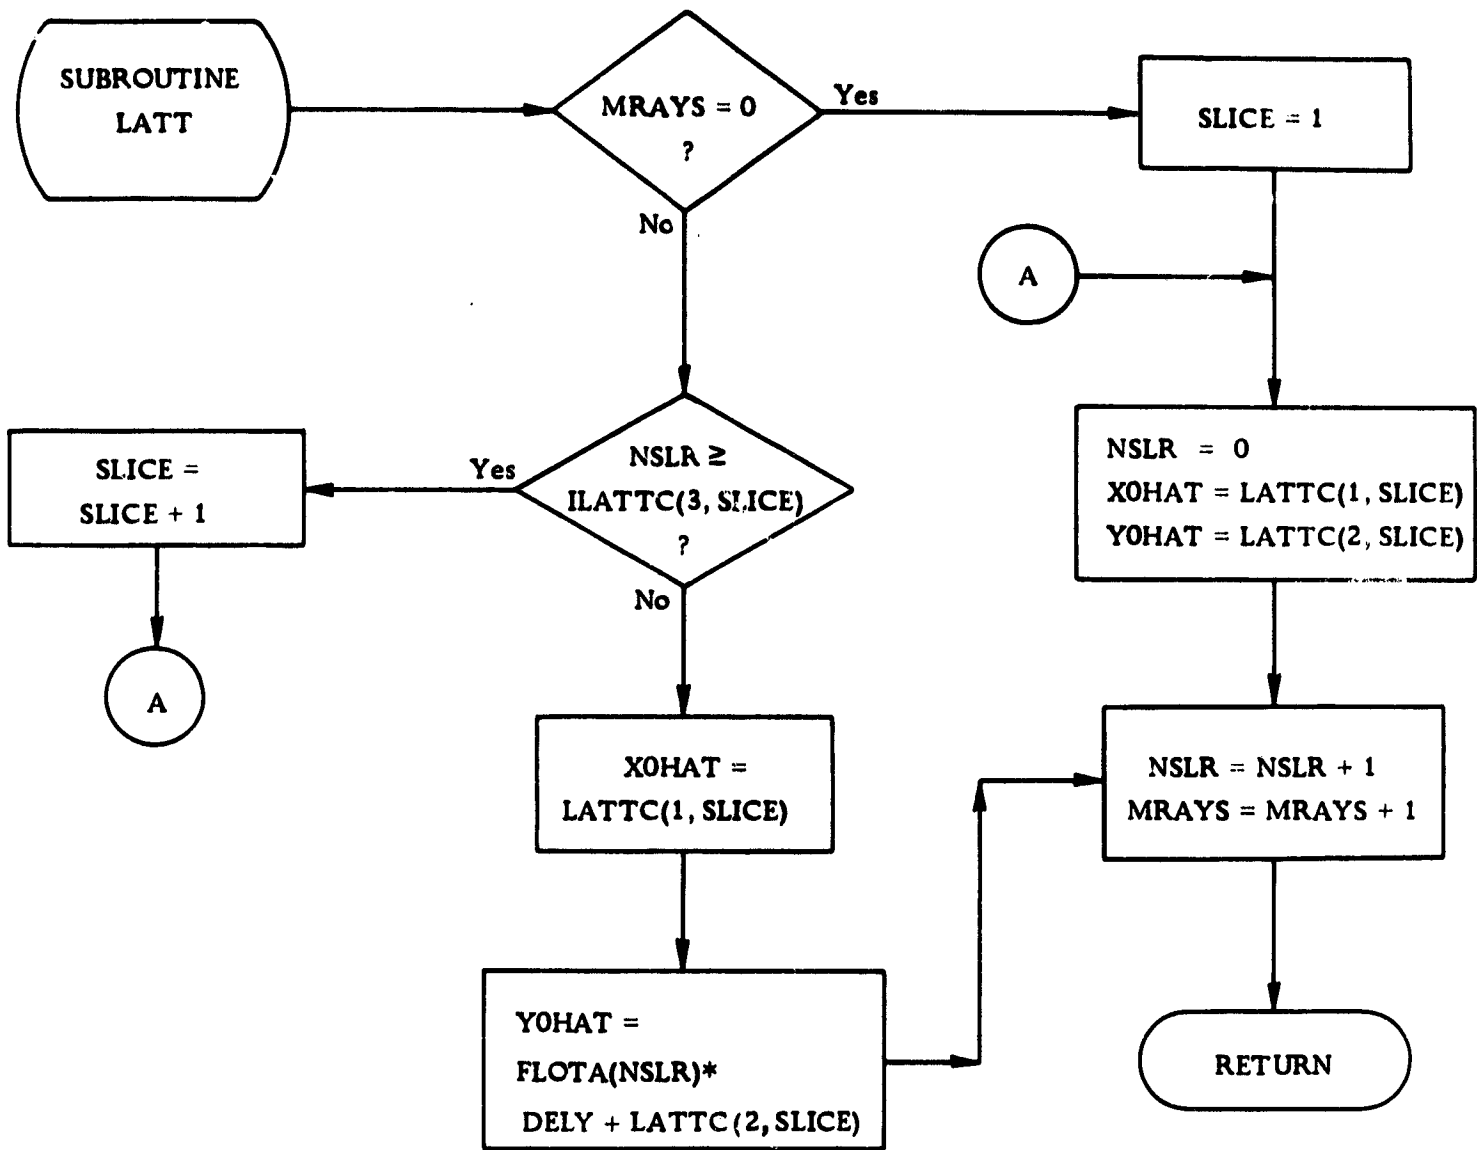 SUBROUTINE
LATT
MRAYS = 0
?
Yes
SLICE = 1
No
A
NSLR ≥
ILATTC(3, SLICE)
?
Yes
SLICE =
SLICE + 1
A
No
NSLR = 0
X0HAT = LATTC(1, SLICE)
Y0HAT = LATTC(2, SLICE)
X0HAT =
LATTC(1, SLICE)
NSLR = NSLR + 1
MRAYS = MRAYS + 1
Y0HAT =
FLOTA(NSLR)*
DELY + LATTC(2, SLICE)
RETURN